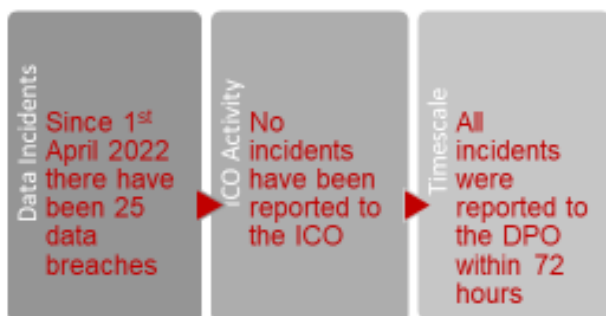 Data Incidents
Since 1st
April 2022
there have
been 25
data
breaches
ICO Activity
No
incidents
have been
reported to
the ICO
Timescale
All
incidents
were
reported to
the DPO
within 72
hours